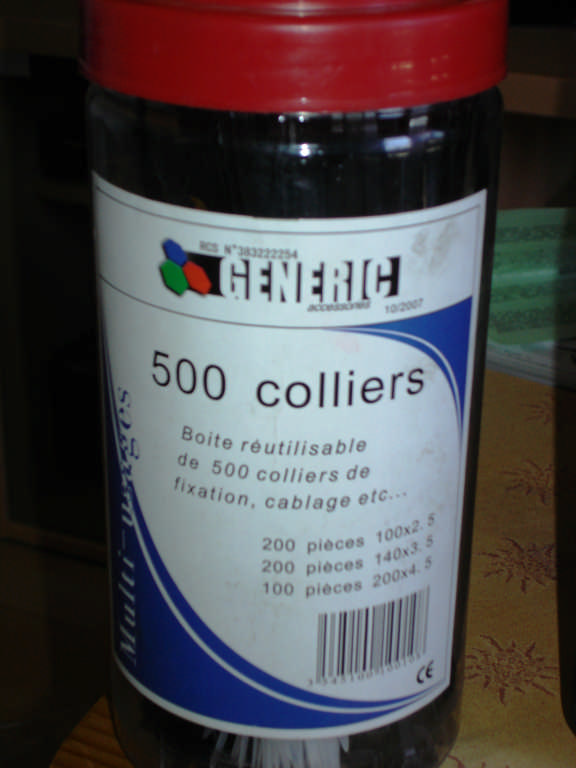 RCS N°383222254
GENERIC
accessories
10/2007
500 colliers
Multi-usages
Boite réutilisable
de 500 colliers de
fixation, cablage etc...
200 pièces 100x2.5
200 pièces 140x3.5
100 pièces 200x4.5
CE